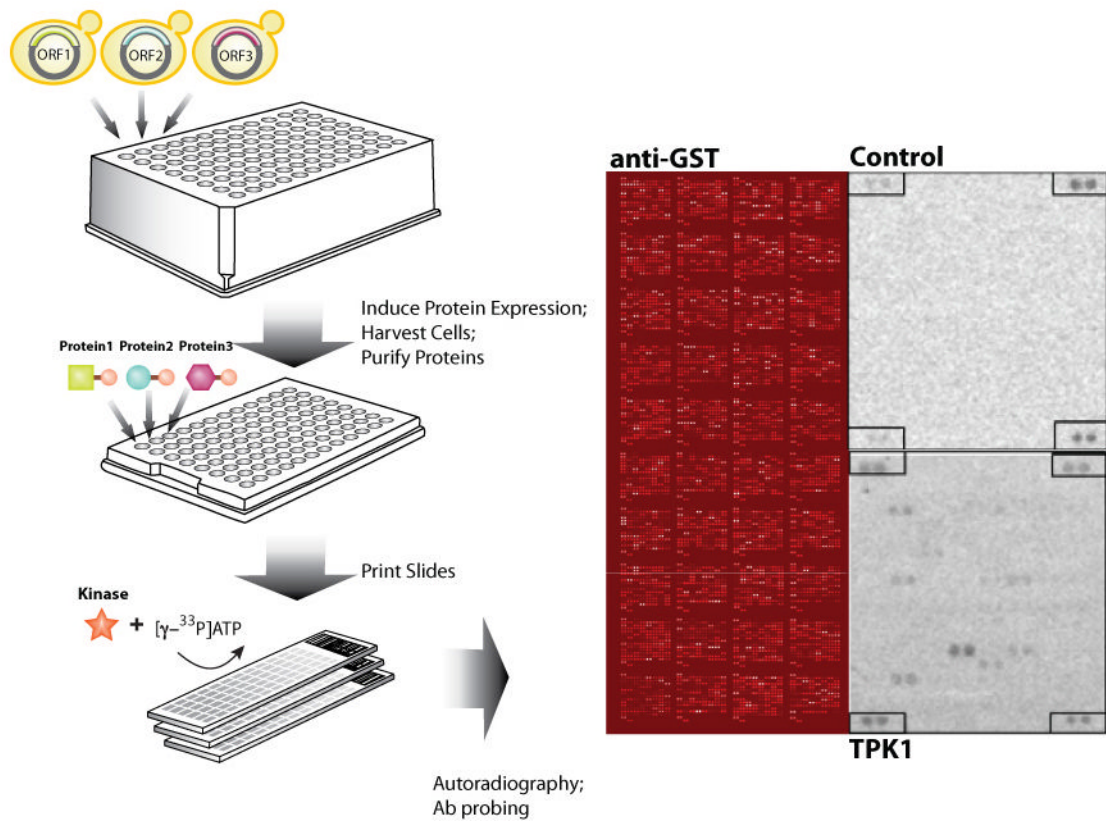 ORF1
ORF2
ORF3
Induce Protein Expression;
Harvest Cells;
Purify Proteins
Protein1 Protein2 Protein3
Print Slides
Kinase
+ [γ–³³P]ATP
Autoradiography;
Ab probing
anti-GST
Control
TPK1